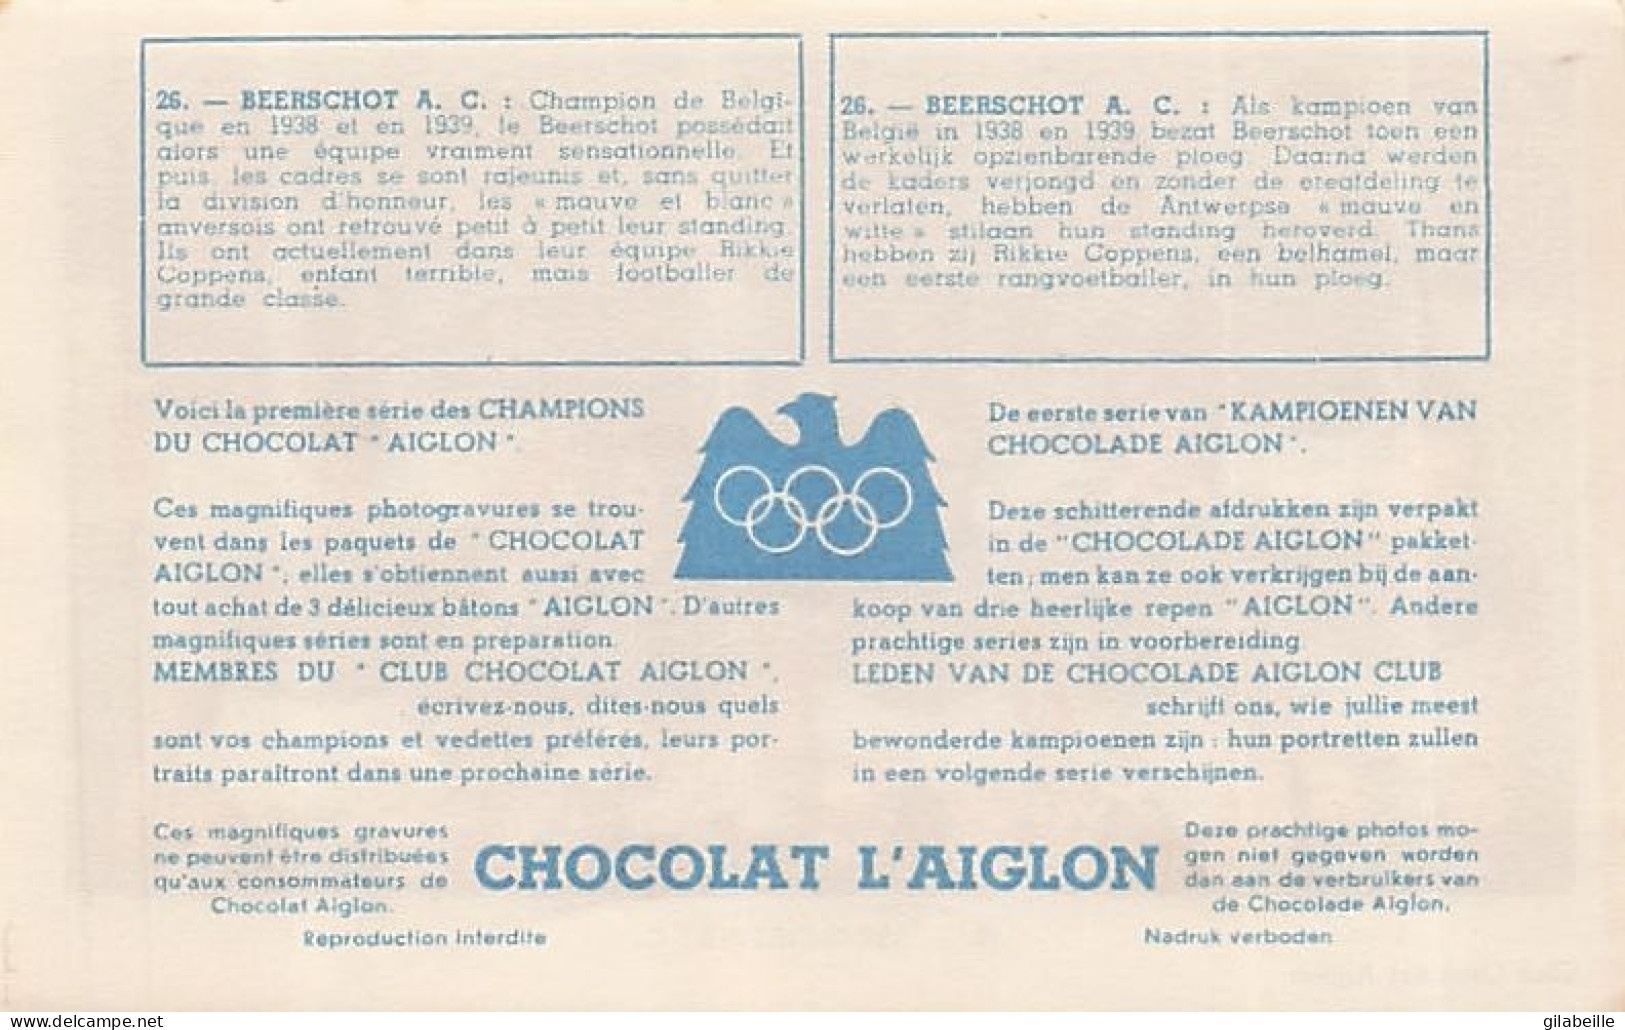 26. — BEERSCHOT A. C. : Champion de Belgi-
que en 1938 et en 1939, le Beerschot possédait
alors une équipe vraiment sensationnelle. Et
puis, les cadres se sont rajeunis et, sans quitter
la division d'honneur, les « mauve et blanc »
anversois ont retrouvé petit à petit leur standing.
Ils ont actuellement dans leur équipe Rikkie
Coppens, enfant terrible, mais footballer de
grande classe.
26. — BEERSCHOT A. C. : Als kampioen van
België in 1938 en 1939 bezat Beerschot toen een
werkelijk opzienbarende ploeg. Daarna werden
de kaders verjongd en zonder de ereafdeling te
verlaten, hebben de Antwerpse « mauve en
witte » stilaan hun standing heroverd. Thans
hebben zij Rikkie Coppens, een belhamel, maar
een eerste rangvoetballer, in hun ploeg.
Voici la première série des CHAMPIONS
DU CHOCOLAT " AIGLON ".
Ces magnifiques photogravures se trou-
vent dans les paquets de " CHOCOLAT
AIGLON ", elles s'obtiennent aussi avec
tout achat de 3 délicieux bâtons " AIGLON ". D'autres
magnifiques séries sont en preparation.
MEMBRES DU " CLUB CHOCOLAT AIGLON ",
écrivez-nous, dites-nous quels
sont vos champions et vedettes préférés, leurs por-
traits paraîtront dans une prochaine série.
De eerste serie van "KAMPIOENEN VAN
CHOCOLADE AIGLON".
Deze schitterende afdrukken zijn verpakt
in de "CHOCOLADE AIGLON" pakket-
ten; men kan ze ook verkrijgen bij de aan-
koop van drie heerlijke repen "AIGLON". Andere
prachtige series zijn in voorbereiding.
LEDEN VAN DE CHOCOLADE AIGLON CLUB
schrijft ons, wie jullie meest
bewonderde kampioenen zijn : hun portretten zullen
in een volgende serie verschijnen.
Ces magnifiques gravures
ne peuvent être distribuées
qu'aux consommateurs de
Chocolat Aiglon.
Reproduction interdite
CHOCOLAT L'AIGLON
Deze prachtige photos mo-
gen niet gegeven worden
dan aan de verbruikers van
de Chocolade Aiglon.
Nadruk verboden
www.delcampe.net
gilabeille